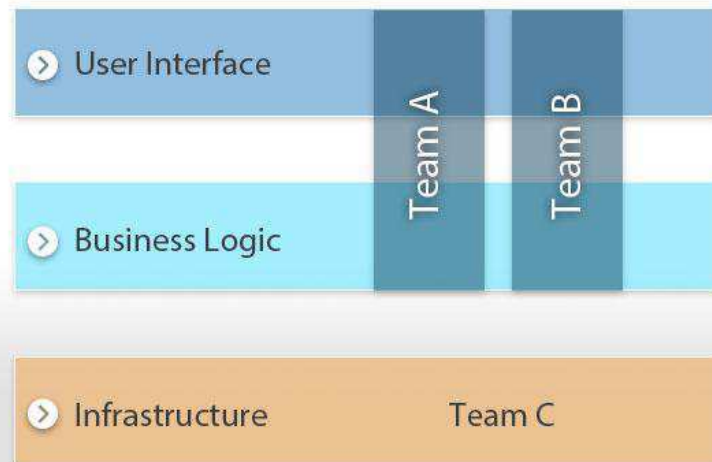 User Interface
Team A
Team B
Business Logic
Infrastructure
Team C